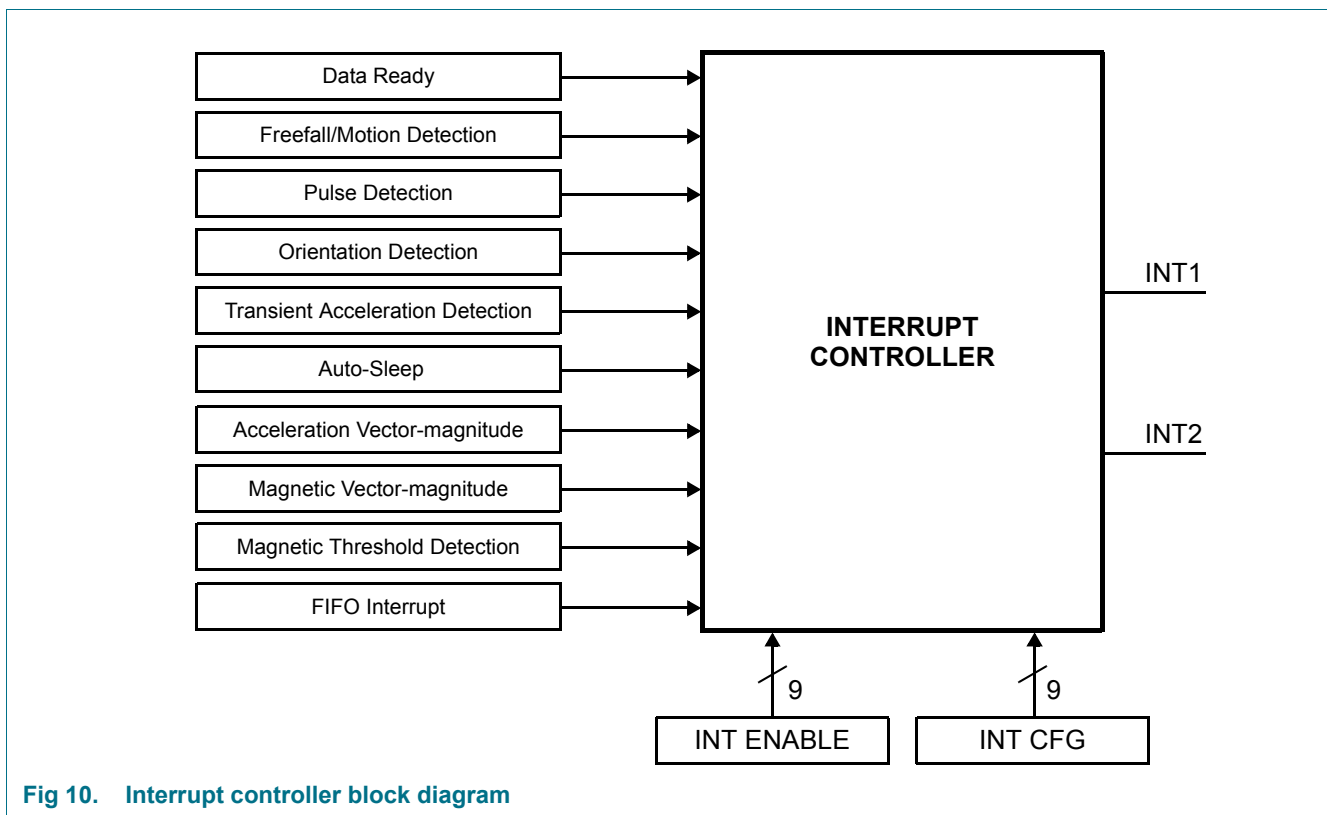 Data Ready
Freefall/Motion Detection
Pulse Detection
Orientation Detection
Transient Acceleration Detection
Auto-Sleep
Acceleration Vector-magnitude
Magnetic Vector-magnitude
Magnetic Threshold Detection
FIFO Interrupt
INTERRUPT
CONTROLLER
INT1
INT2
9
9
INT ENABLE
INT CFG
Fig 10. Interrupt controller block diagram